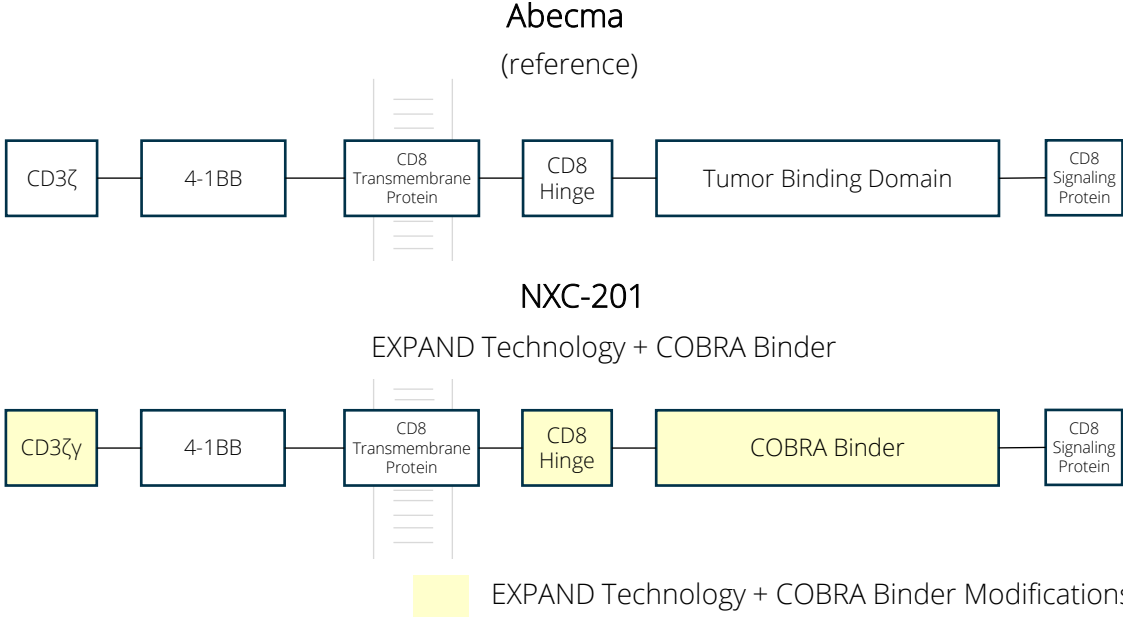 Abecma
(reference)
CD3ζ
4-1BB
CD8
Transmembrane
Protein
CD8
Hinge
Tumor Binding Domain
CD8
Signaling
Protein
NXC-201
EXPAND Technology + COBRA Binder
CD3ζγ
4-1BB
CD8
Transmembrane
Protein
CD8
Hinge
COBRA Binder
CD8
Signaling
Protein
EXPAND Technology + COBRA Binder Modifications